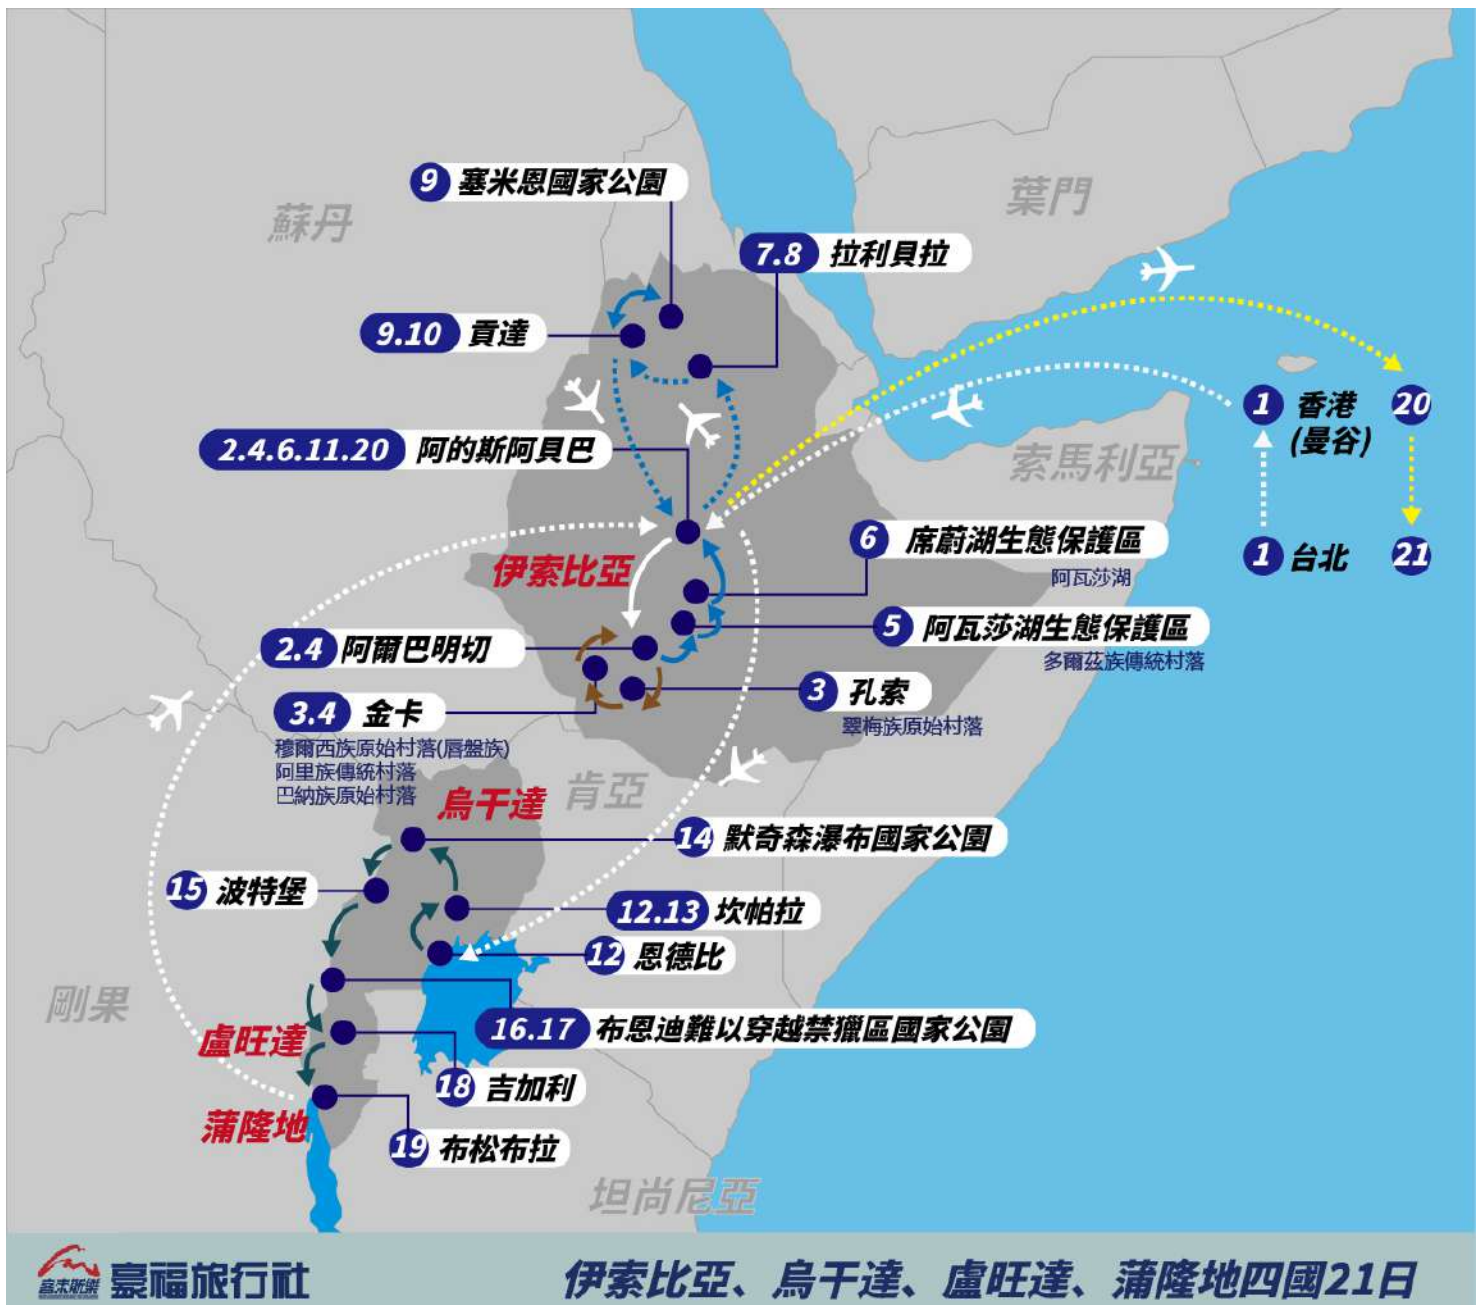 9 塞米恩國家公園
葉門
蘇丹
7.8 拉利貝拉
9.10 貢達
1 香港 20
(曼谷)
2.4.6.11.20 阿的斯阿貝巴
索馬利亞
6 席蔚湖生態保護區
阿瓦莎湖
1 台北 21
伊索比亞
5 阿瓦莎湖生態保護區
多爾茲族傳統村落
2.4 阿爾巴明切
3 孔索
翠梅族原始村落
3.4 金卡
穆爾西族原始村落(唇盤族)
阿里族傳統村落
巴納族原始村落
肯亞
烏干達
14 默奇森瀑布國家公園
15 波特堡
12.13 坎帕拉
12 恩德比
剛果
16.17 布恩迪難以穿越禁獵區國家公園
盧旺達
18 吉加利
蒲隆地
19 布松布拉
坦尚尼亞
豪福旅行社
伊索比亞、烏干達、盧旺達、蒲隆地四國21日